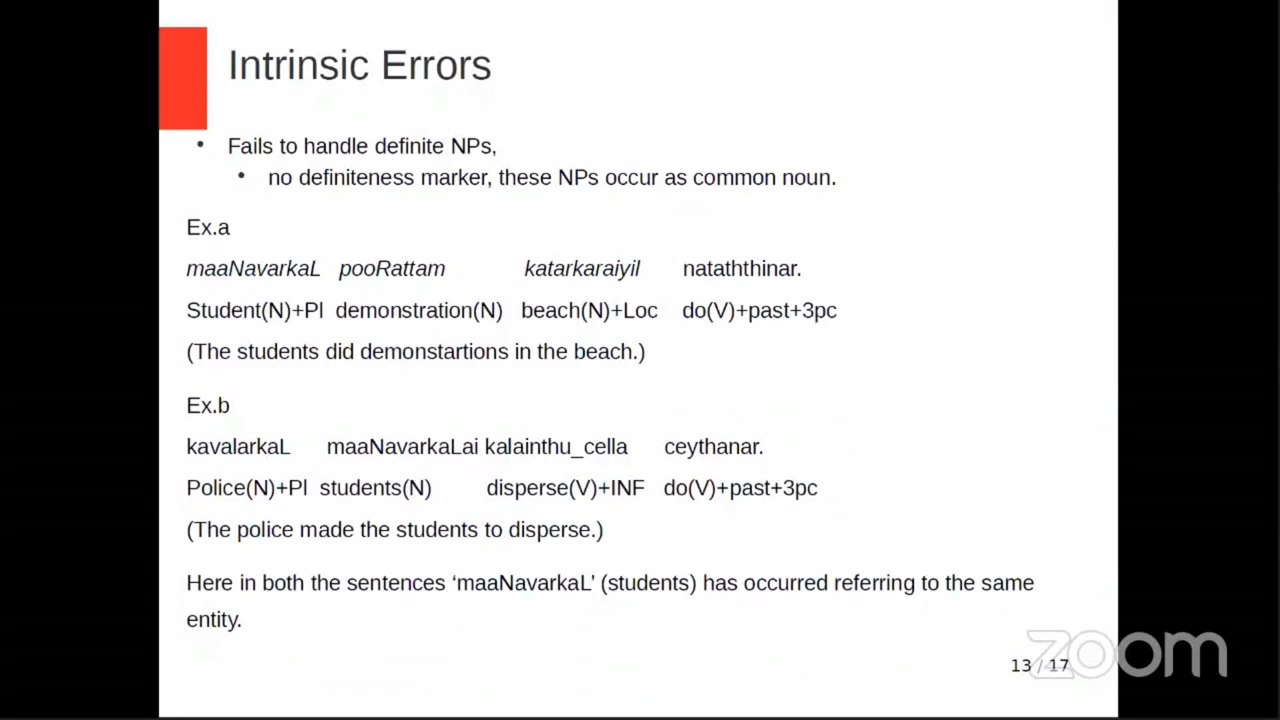 Intrinsic Errors
• Fails to handle definite NPs,
• no definiteness marker, these NPs occur as common noun.
Ex.a
maaNavarkaL pooRattam katarkaraiyil nataththinar.
Student(N)+Pl demonstration(N) beach(N)+Loc do(V)+past+3pc
(The students did demonstartions in the beach.)
Ex.b
kavalarkaL maaNavarkaLai kalainthu_cella ceythanar.
Police(N)+Pl students(N) disperse(V)+INF do(V)+past+3pc
(The police made the students to disperse.)
Here in both the sentences ‘maaNavarkaL’ (students) has occurred referring to the same
entity.
13 / 17
zoom